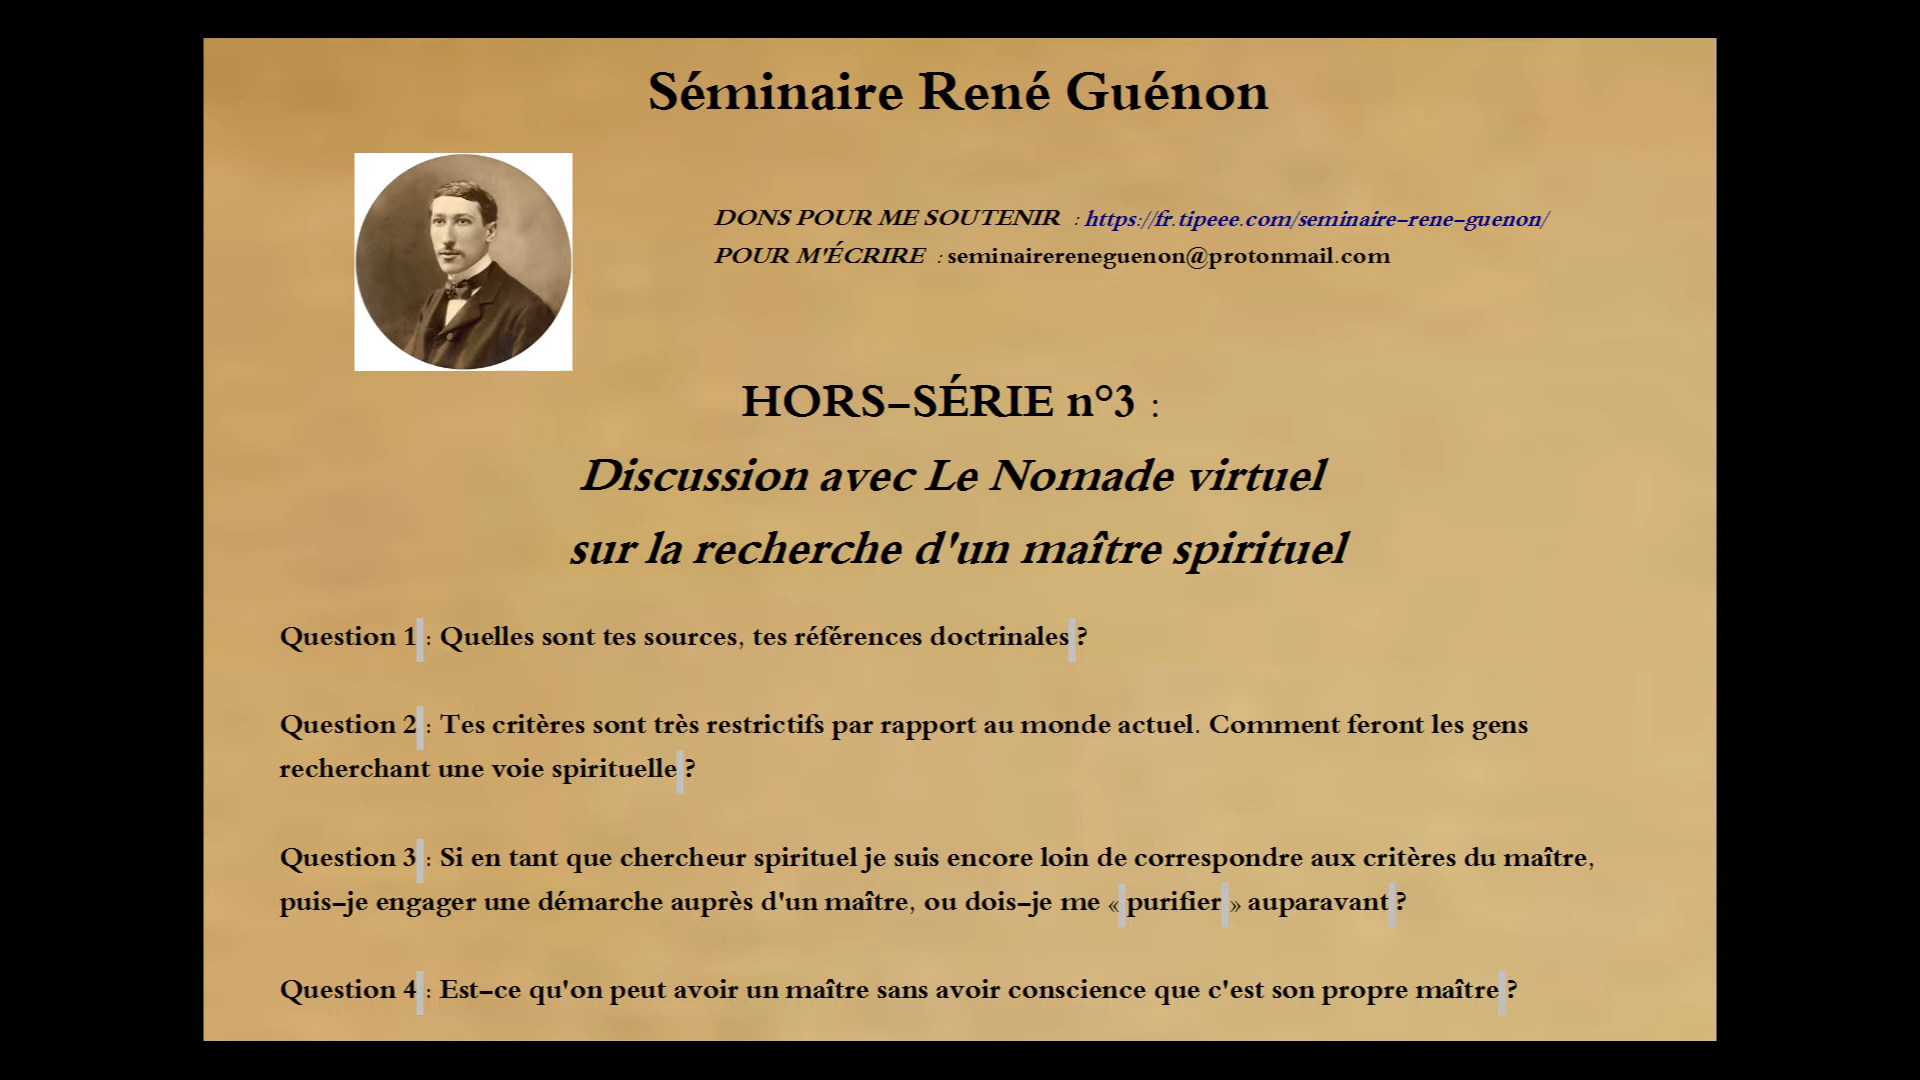 Séminaire René Guénon
DONS POUR ME SOUTENIR : https://fr.tipeee.com/seminaire-rene-guenon/
POUR M'ÉCRIRE : seminairereneguenon@protonmail.com
HORS-SÉRIE n°3 :
Discussion avec Le Nomade virtuel
sur la recherche d'un maître spirituel
Question 1 : Quelles sont tes sources, tes références doctrinales ?
Question 2 : Tes critères sont très restrictifs par rapport au monde actuel. Comment feront les gens
recherchant une voie spirituelle ?
Question 3 : Si en tant que chercheur spirituel je suis encore loin de correspondre aux critères du maître,
puis-je engager une démarche auprès d'un maître, ou dois-je me « purifier » auparavant ?
Question 4 : Est-ce qu'on peut avoir un maître sans avoir conscience que c'est son propre maître ?